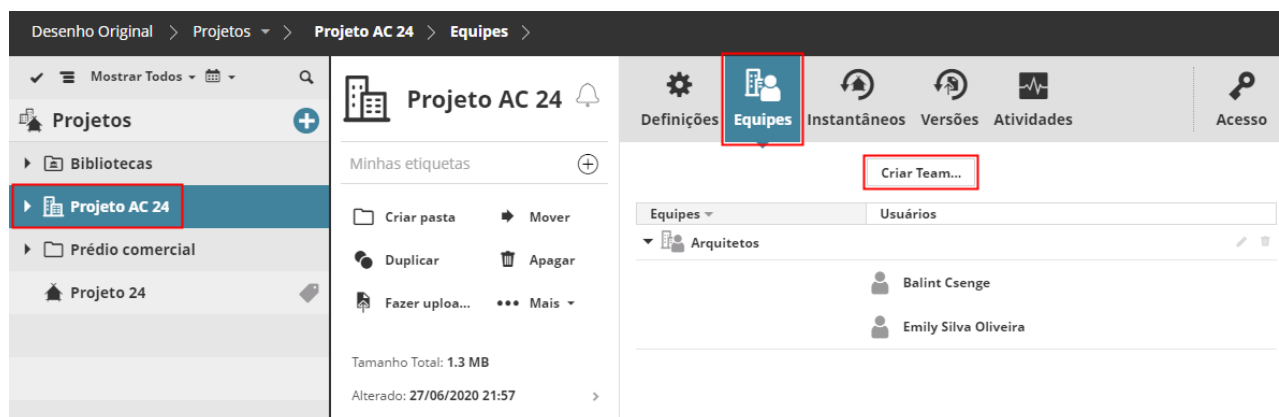 Desenho Original > Projetos > Projeto AC 24 > Equipes >
Mostrar Todos
Projetos
Bibliotecas
Projeto AC 24
Prédio comercial
Projeto 24
Projeto AC 24
Minhas etiquetas
Criar pasta
Mover
Duplicar
Apagar
Fazer uploa...
Mais
Tamanho Total: 1.3 MB
Alterado: 27/06/2020 21:57
Definições
Equipes
Instantâneos
Versões
Atividades
Acesso
Criar Team...
Equipes
Usuários
Arquitetos
Balint Csenge
Emily Silva Oliveira